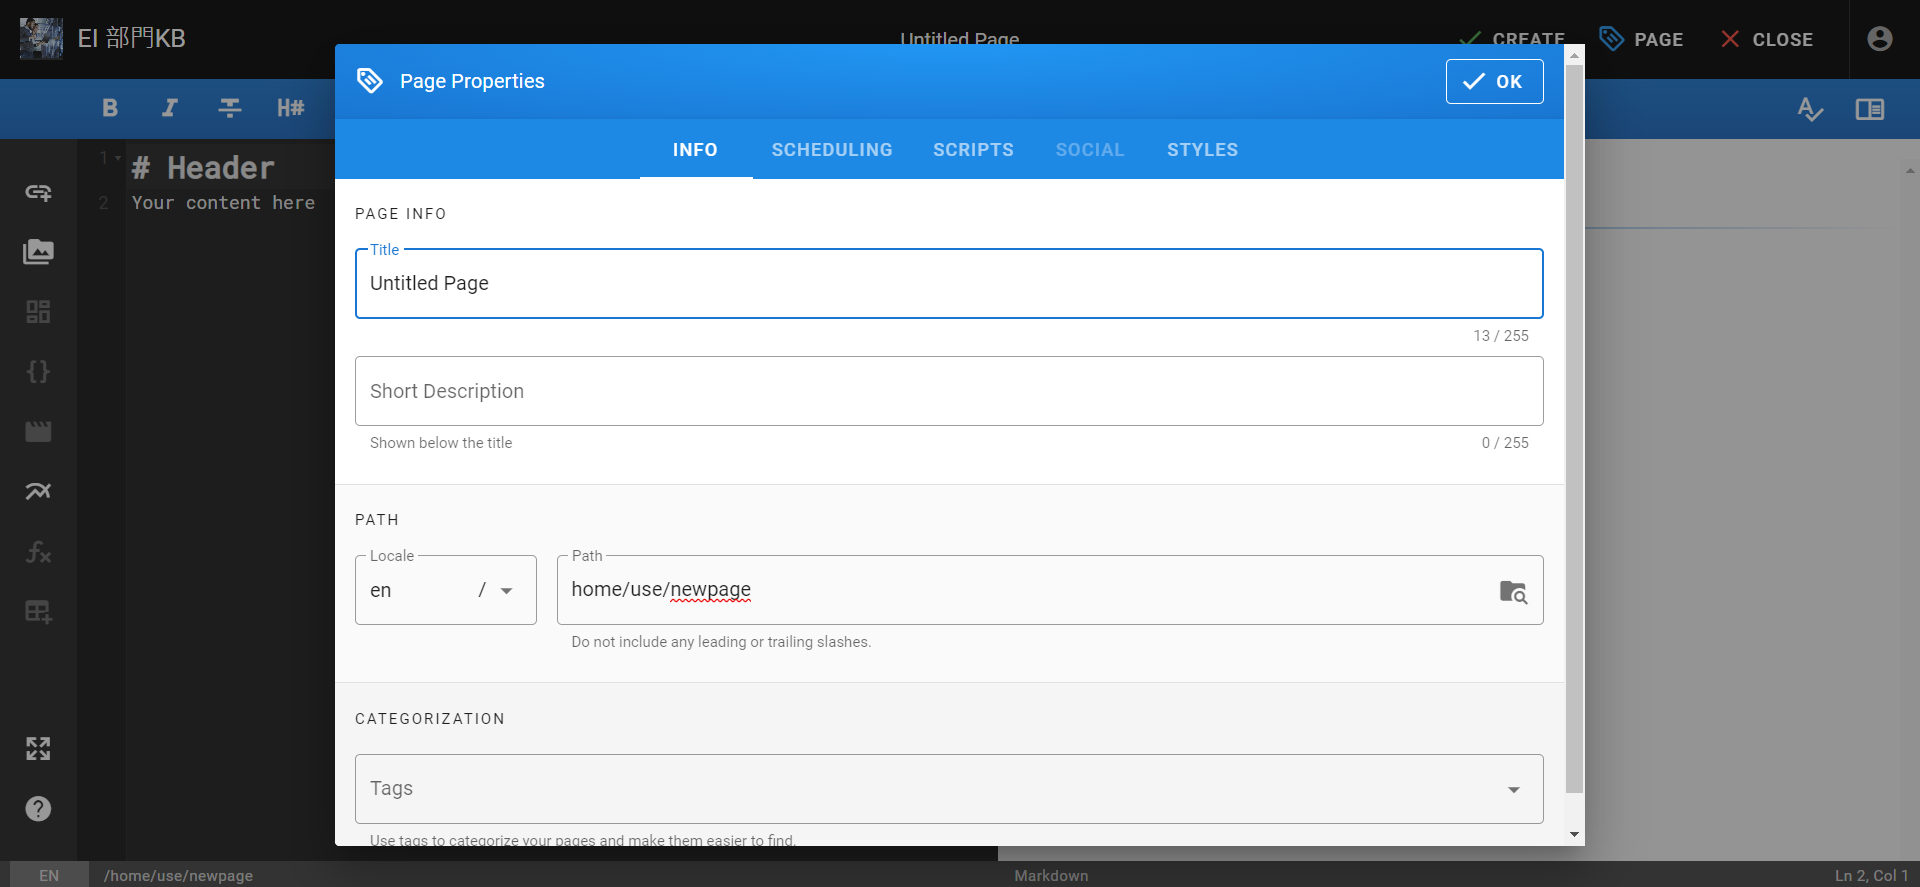 EI 部門KB
Untitled Page
CREATE
PAGE
CLOSE
H#
Page Properties
OK
INFO
SCHEDULING
SCRIPTS
SOCIAL
STYLES
1
# Header
2
Your content here
PAGE INFO
Title
Untitled Page
13 / 255
Short Description
Shown below the title
0 / 255
PATH
Locale
en
/
Path
home/use/newpage
Do not include any leading or trailing slashes.
CATEGORIZATION
Tags
Use tags to categorize your pages and make them easier to find.
EN
/home/use/newpage
Markdown
Ln 2, Col 1